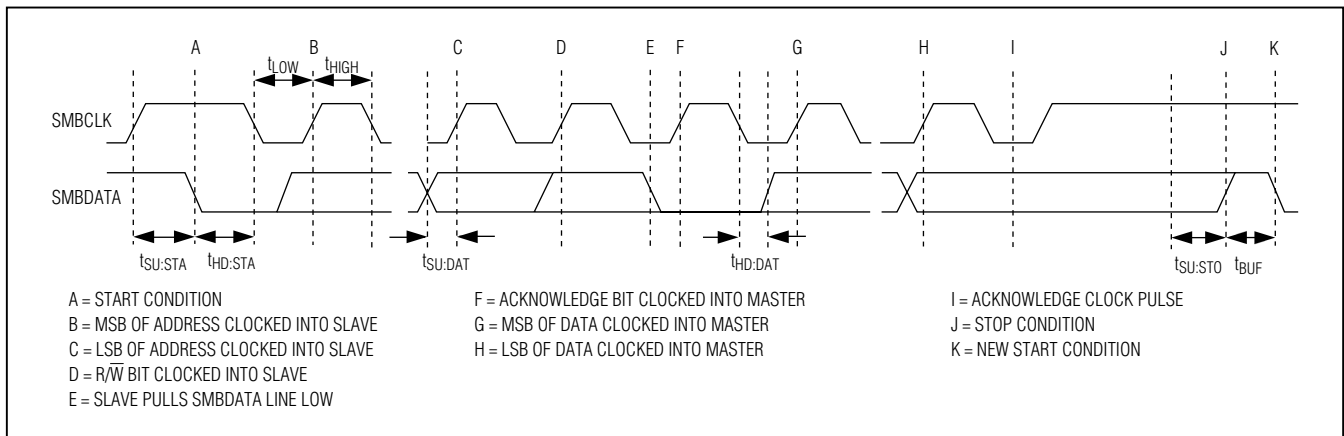 A B C D E F G H I J K
tLOW tHIGH
SMBCLK
SMBDATA
tSU:STA tHD:STA tSU:DAT tHD:DAT tSU:STO tBUF
A = START CONDITION
B = MSB OF ADDRESS CLOCKED INTO SLAVE
C = LSB OF ADDRESS CLOCKED INTO SLAVE
D = R/W̅ BIT CLOCKED INTO SLAVE
E = SLAVE PULLS SMBDATA LINE LOW
F = ACKNOWLEDGE BIT CLOCKED INTO MASTER
G = MSB OF DATA CLOCKED INTO MASTER
H = LSB OF DATA CLOCKED INTO MASTER
I = ACKNOWLEDGE CLOCK PULSE
J = STOP CONDITION
K = NEW START CONDITION